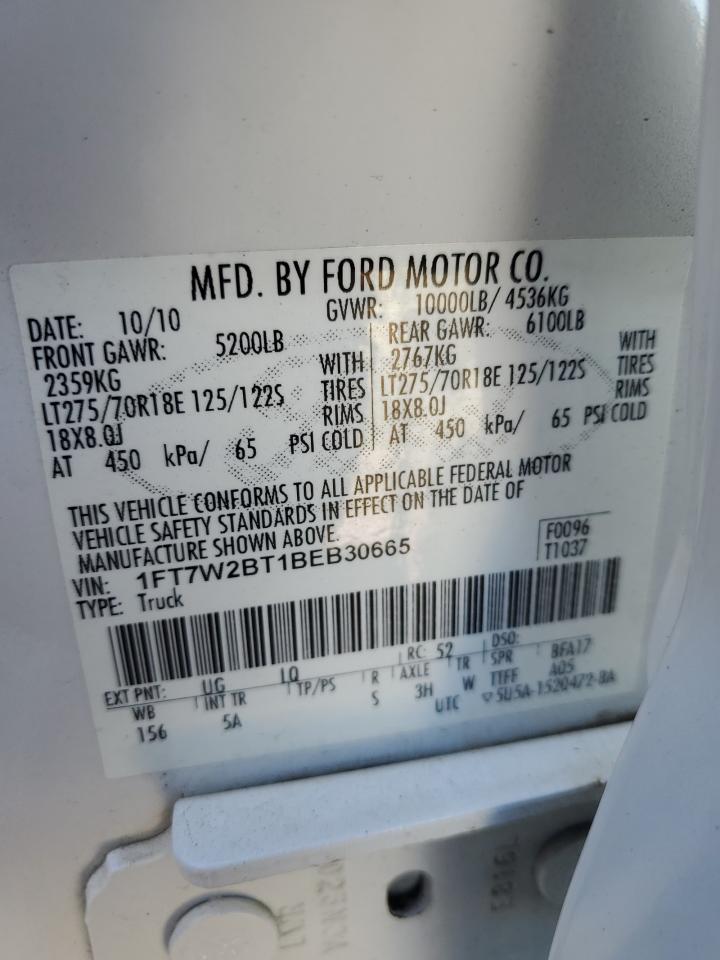 MFD. BY FORD MOTOR CO.
DATE: 10/10 GVWR: 10000LB/ 4536KG
FRONT GAWR: 5200LB REAR GAWR: 6100LB
2359KG WITH 2767KG WITH
LT275/70R18E 125/122S TIRES LT275/70R18E 125/122S TIRES
18X8.0J RIMS 18X8.0J RIMS
AT 450 kPa/ 65 PSI COLD AT 450 kPa/ 65 PSI COLD
THIS VEHICLE CONFORMS TO ALL APPLICABLE FEDERAL MOTOR
VEHICLE SAFETY STANDARDS IN EFFECT ON THE DATE OF
MANUFACTURE SHOWN ABOVE.
F0096
VIN: 1FT7W2BT1BEB30665 T1037
TYPE: Truck
EXT PNT: UG LQ RC: 52 DSO:
WB INT TR TP/PS R AXLE TR SPR BFA17
156 5A S 3H W TTFF A05
UTC ▽5U5A-1520472-BA